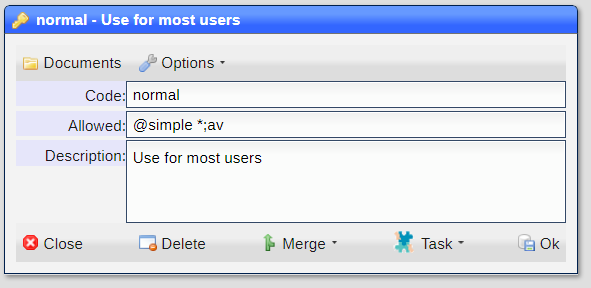 normal - Use for most users
Documents Options
Code: normal
Allowed: @simple *;av
Description: Use for most users
Close Delete Merge Task Ok